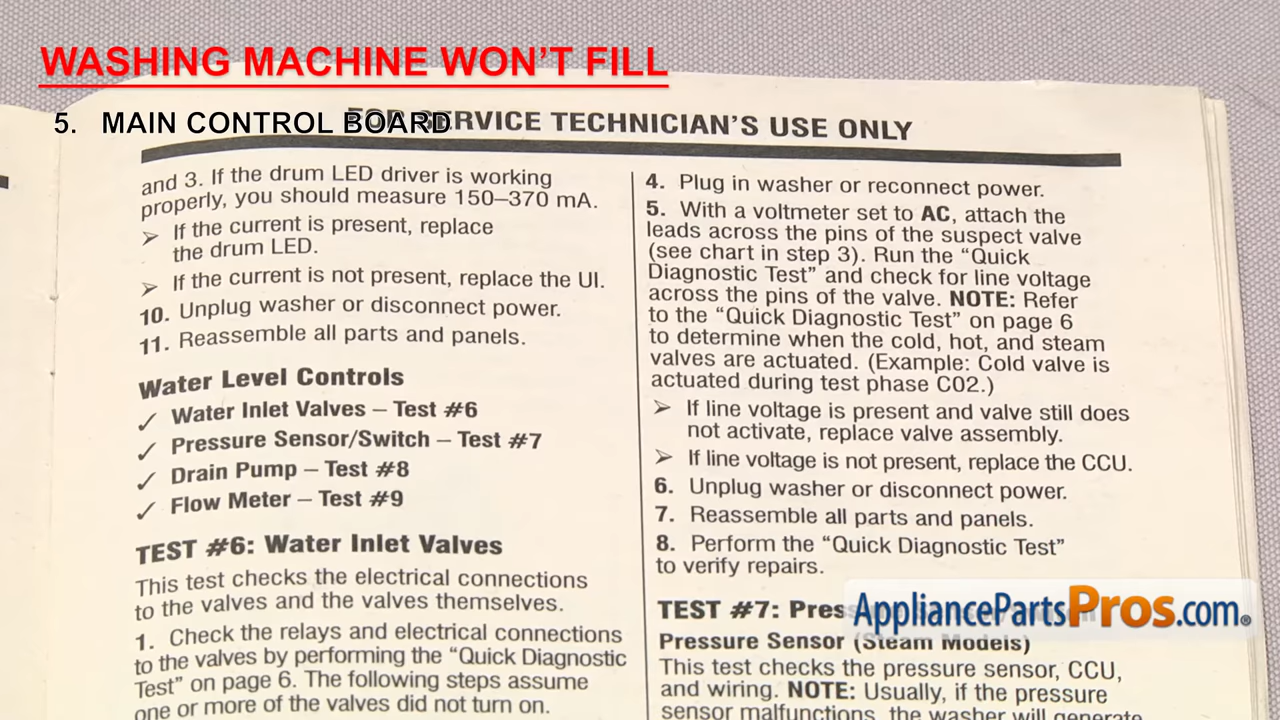 WASHING MACHINE WON'T FILL
5. MAIN CONTROL BOARD
SERVICE TECHNICIAN'S USE ONLY
and 3. If the drum LED driver is working
properly, you should measure 150–370 mA.
➢ If the current is present, replace
the drum LED.
➢ If the current is not present, replace the UI.
10. Unplug washer or disconnect power.
11. Reassemble all parts and panels.
Water Level Controls
✓ Water Inlet Valves – Test #6
✓ Pressure Sensor/Switch – Test #7
✓ Drain Pump – Test #8
✓ Flow Meter – Test #9
TEST #6: Water Inlet Valves
This test checks the electrical connections
to the valves and the valves themselves.
1. Check the relays and electrical connections
to the valves by performing the "Quick Diagnostic
Test" on page 6. The following steps assume
one or more of the valves did not turn on.
4. Plug in washer or reconnect power.
5. With a voltmeter set to AC, attach the
leads across the pins of the suspect valve
(see chart in step 3). Run the "Quick
Diagnostic Test" and check for line voltage
across the pins of the valve. NOTE: Refer
to the "Quick Diagnostic Test" on page 6
to determine when the cold, hot, and steam
valves are actuated. (Example: Cold valve is
actuated during test phase C02.)
➢ If line voltage is present and valve still does
not activate, replace valve assembly.
➢ If line voltage is not present, replace the CCU.
6. Unplug washer or disconnect power.
7. Reassemble all parts and panels.
8. Perform the "Quick Diagnostic Test"
to verify repairs.
TEST #7:
AppliancePartsPros.com®
Pressure Sensor (Steam Models)
This test checks the pressure sensor, CCU,
and wiring. NOTE: Usually, if the pressure
sensor malfunctions, the washer will generate